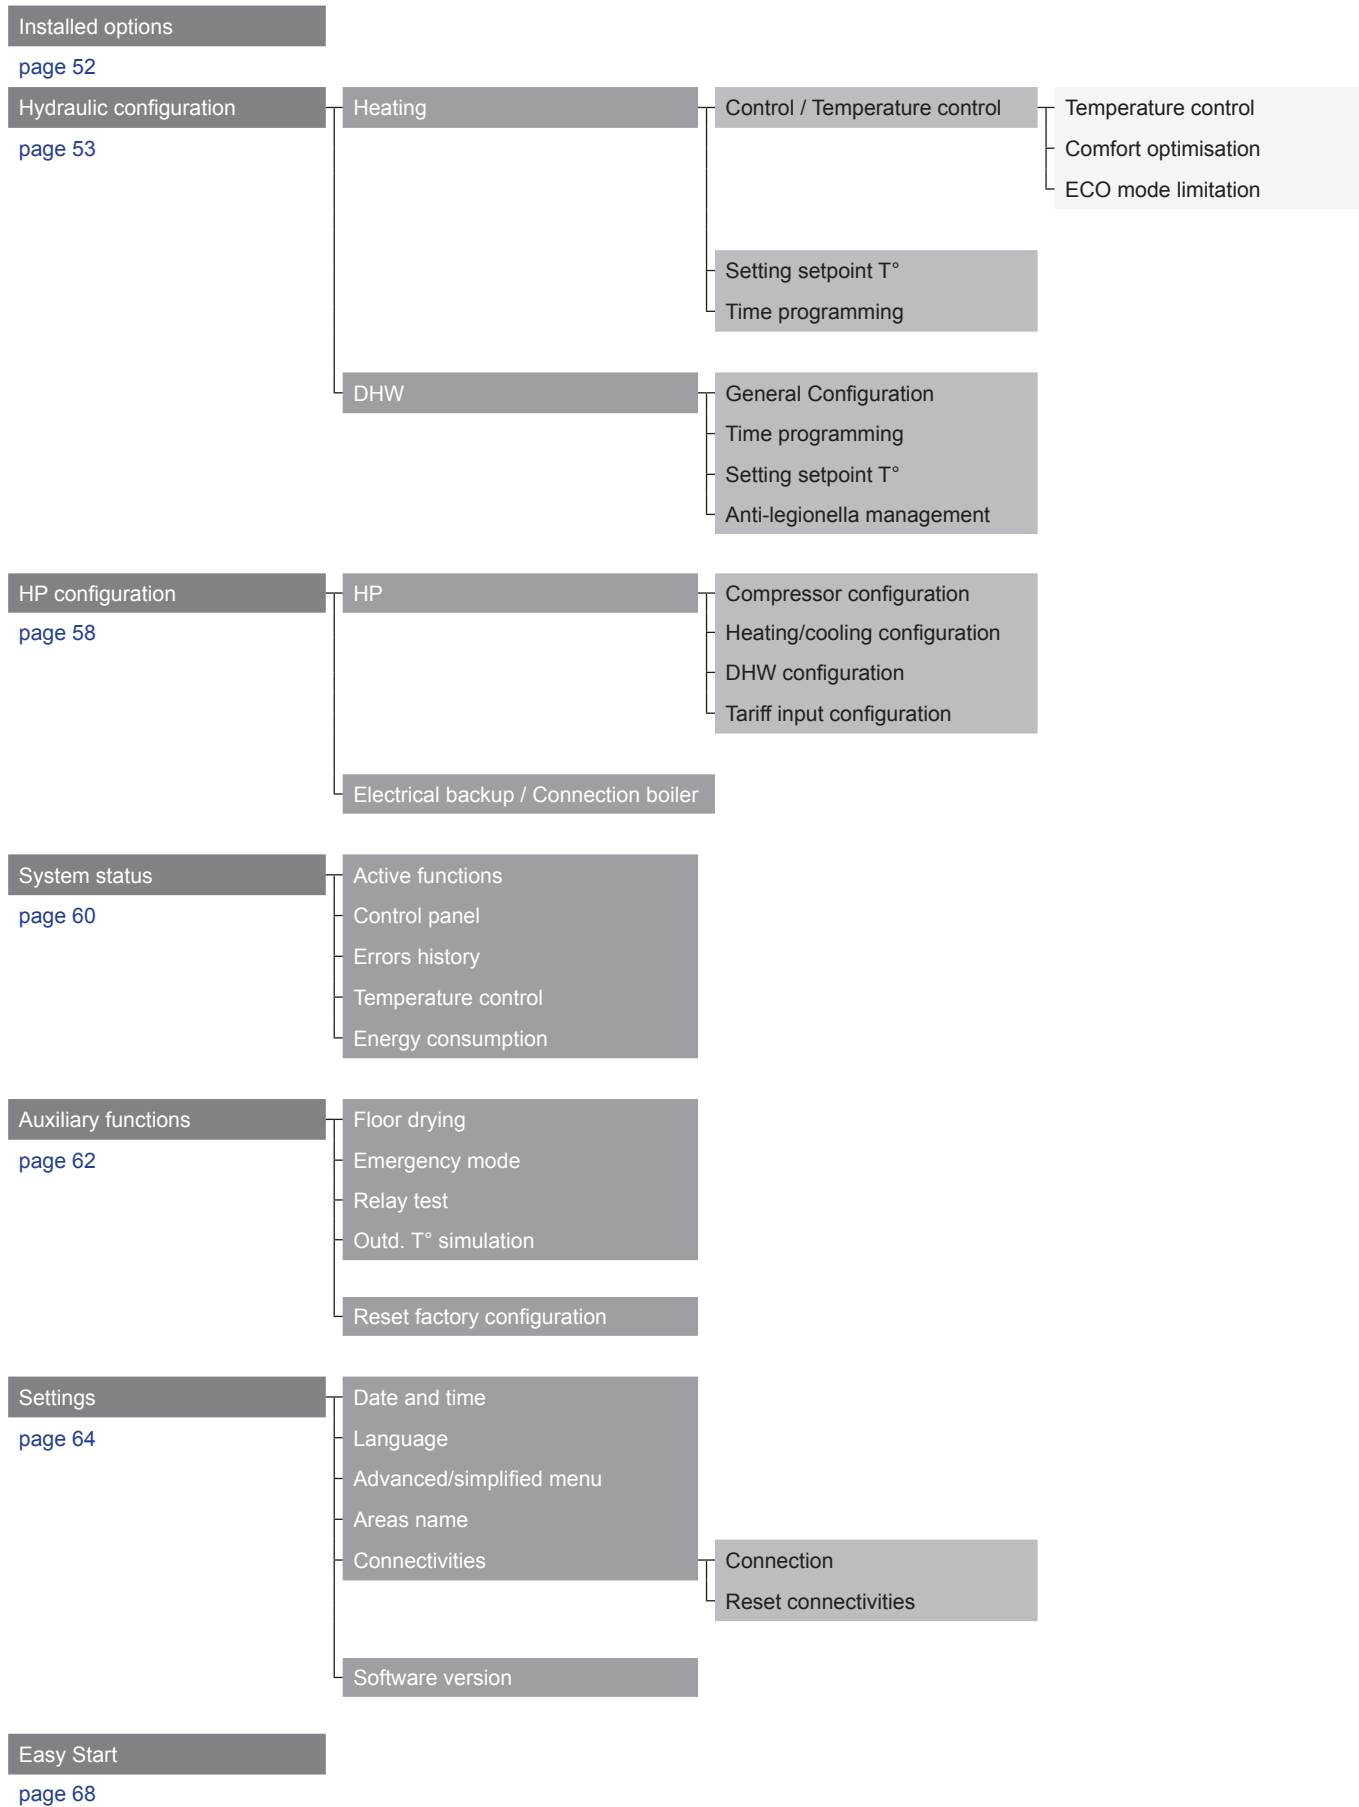 Installed options
page 52
Hydraulic configuration
Heating
Control / Temperature control
Temperature control
page 53
Comfort optimisation
ECO mode limitation
Setting setpoint T°
Time programming
DHW
General Configuration
Time programming
Setting setpoint T°
Anti-legionella management
HP configuration
HP
Compressor configuration
page 58
Heating/cooling configuration
DHW configuration
Tariff input configuration
Electrical backup / Connection boiler
System status
Active functions
page 60
Control panel
Errors history
Temperature control
Energy consumption
Auxiliary functions
Floor drying
page 62
Emergency mode
Relay test
Outd. T° simulation
Reset factory configuration
Settings
Date and time
page 64
Language
Advanced/simplified menu
Areas name
Connectivities
Connection
Reset connectivities
Software version
Easy Start
page 68